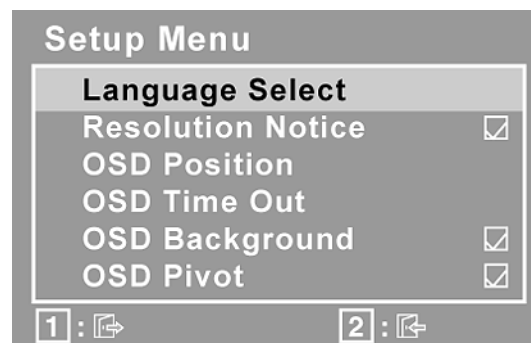 Setup Menu
Language Select
Resolution Notice
OSD Position
OSD Time Out
OSD Background
OSD Pivot
1 : 2 :